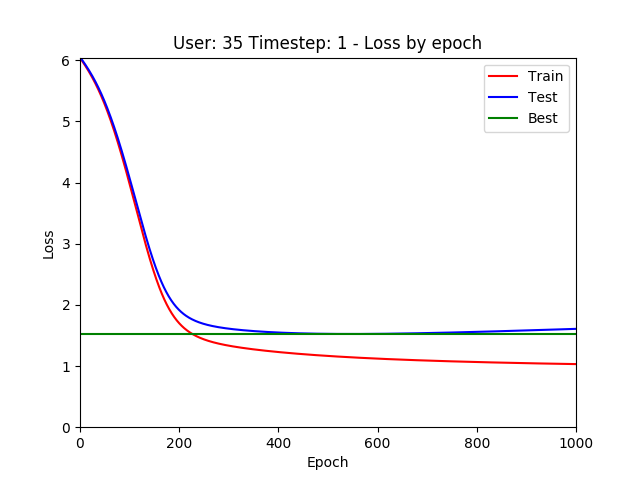 User: 35 Timestep: 1 - Loss by epoch
Train
Test
Best
6
5
4
3
2
1
0
Loss
0 200 400 600 800 1000
Epoch